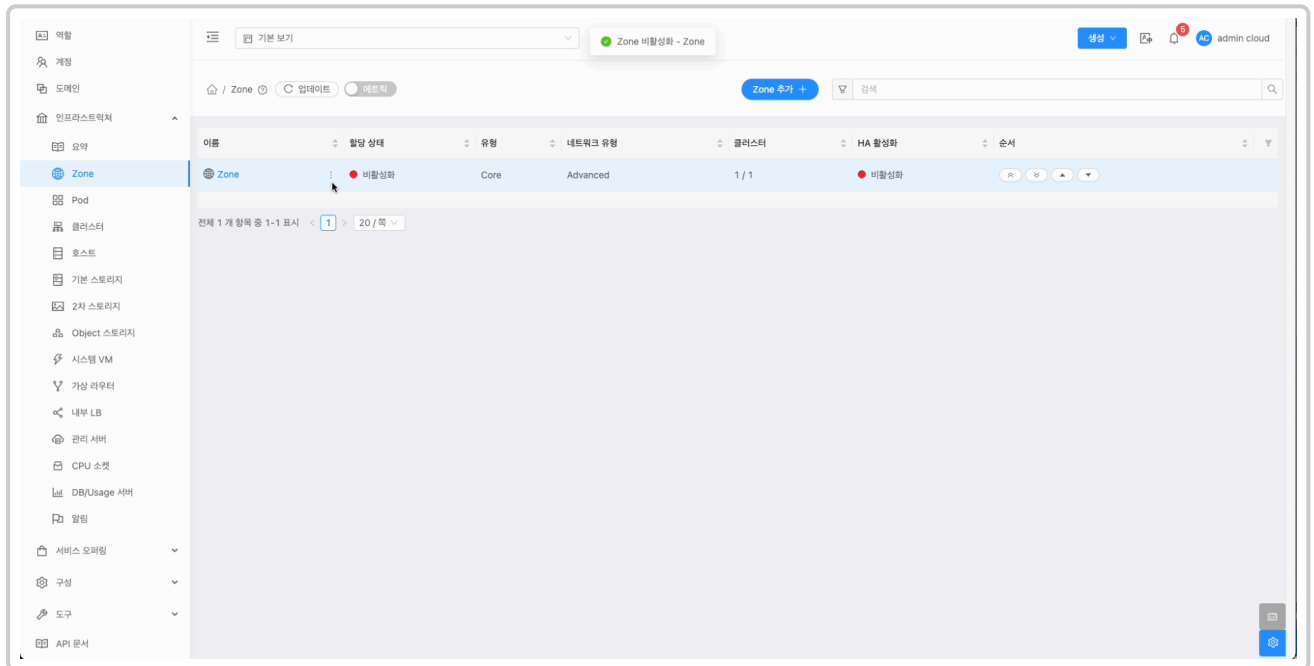 역할
기본 보기
Zone 비활성화 - Zone
생성
5
AC
admin cloud
계정
도메인
/ Zone
업데이트
메트릭
Zone 추가 +
검색
인프라스트럭쳐
요약
Zone
Pod
클러스터
호스트
기본 스토리지
2차 스토리지
Object 스토리지
시스템 VM
가상 라우터
내부 LB
관리 서버
CPU 소켓
DB/Usage 서버
알림
서비스 오퍼링
구성
도구
API 문서
이름 할당 상태 유형 네트워크 유형 클러스터 HA 활성화 순서
Zone 비활성화 Core Advanced 1 / 1 비활성화
전체 1 개 항목 중 1-1 표시 < 1 > 20 / 쪽